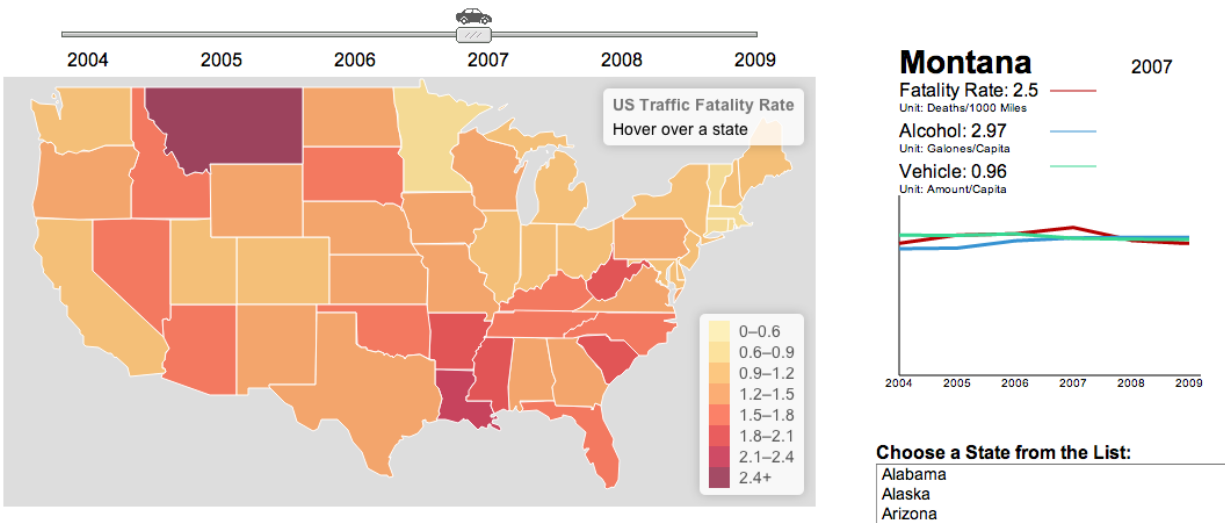 2004 2005 2006 2007 2008 2009
US Traffic Fatality Rate
Hover over a state
0–0.6
0.6–0.9
0.9–1.2
1.2–1.5
1.5–1.8
1.8–2.1
2.1–2.4
2.4+
Montana 2007
Fatality Rate: 2.5
Unit: Deaths/1000 Miles
Alcohol: 2.97
Unit: Galones/Capita
Vehicle: 0.96
Unit: Amount/Capita
2004 2005 2006 2007 2008 2009
Choose a State from the List:
Alabama
Alaska
Arizona